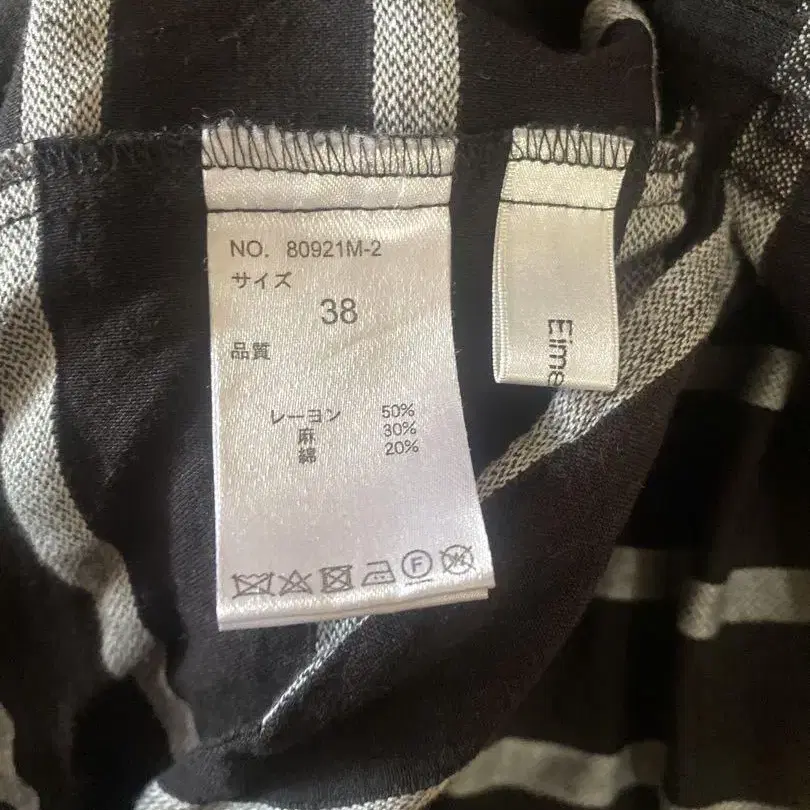 NO. 80921M-2
サイズ
38
品質
レーヨン 50%
麻 30%
綿 20%
F
W
Eime